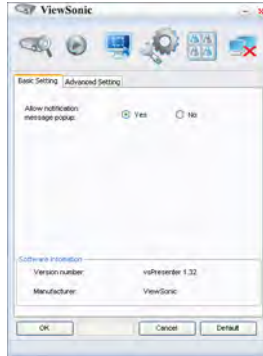 ViewSonic
Basic Setting Advanced Setting
Allow notification
message popup: Yes No
Software Infomation
Version number: vsPresenter 1.32
Manufacturer: ViewSonic
OK Cancel Default